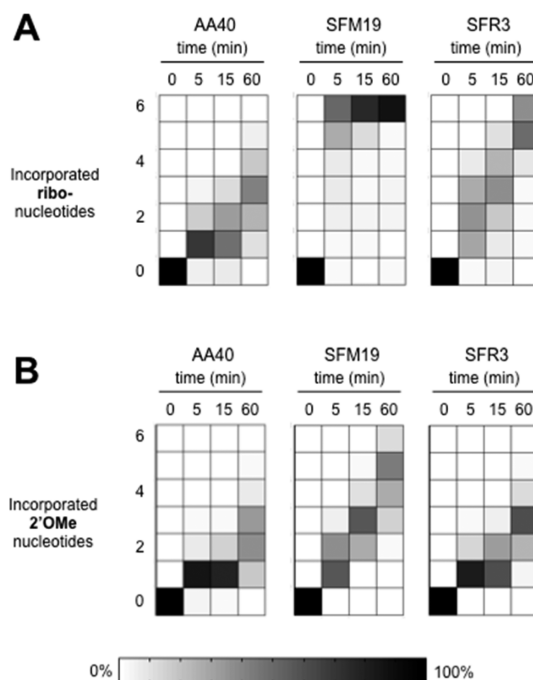 A
AA40 SFM19 SFR3
time (min) time (min) time (min)
0 5 15 60 0 5 15 60 0 5 15 60
6
4
Incorporated
ribo-
nucleotides
2
0
B
AA40 SFM19 SFR3
time (min) time (min) time (min)
0 5 15 60 0 5 15 60 0 5 15 60
6
4
Incorporated
2'OMe
nucleotides
2
0
0% 100%